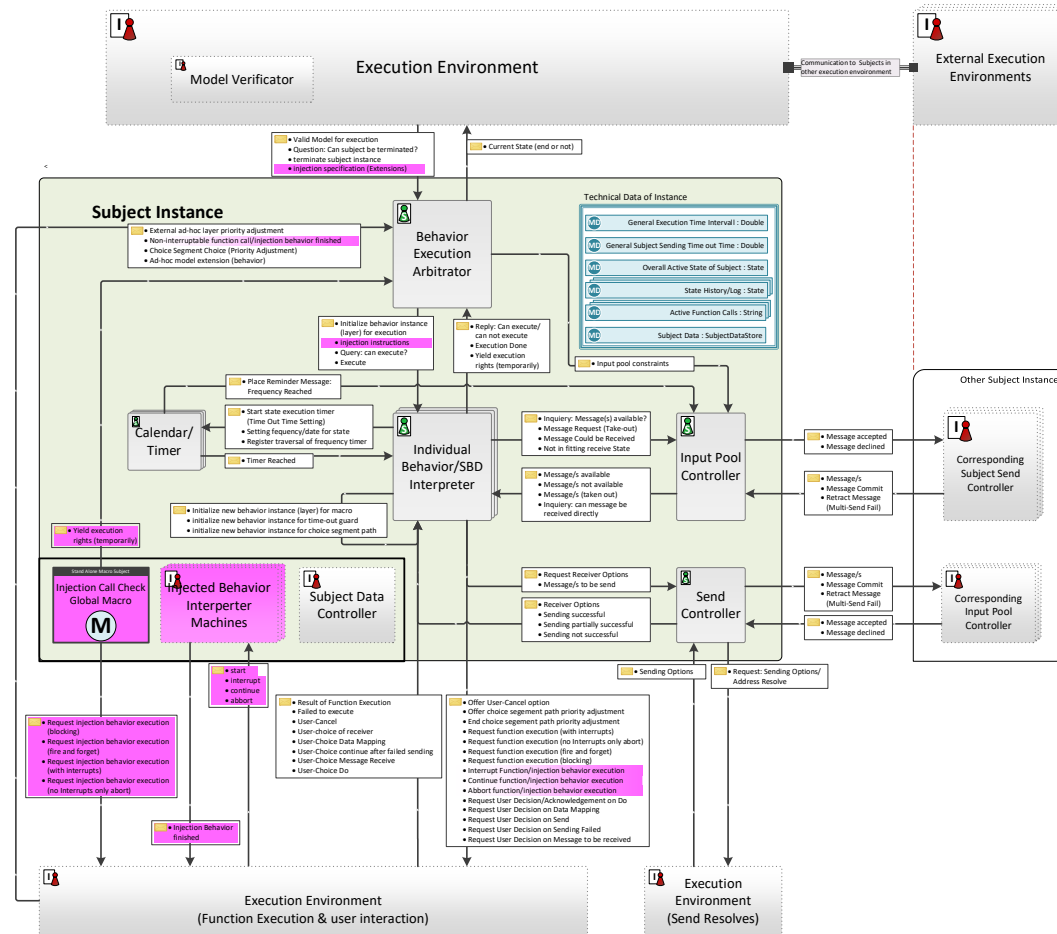 Execution Environment
Model Verificator
External Execution
Environments
Communication to Subjects in
other execution envoironment
• Valid Model for execution
• Question: Can subject be terminated?
• terminate subject instance
• injection specification (Extensions)
• Current State (end or not)
<
Subject Instance
• External ad-hoc layer priority adjustment
• Non-interruptable function call/injection behavior finished
• Choice Segment Choice (Priority Adjustment)
• Ad-hoc model extension (behavior)
Behavior
Execution
Arbitrator
Technical Data of Instance
MD General Execution Time Intervall : Double
MD General Subject Sending Time out Time : Double
MD Overall Active State of Subject : State
MD State History/Log : State
MD Active Function Calls : String
MD Subject Data : SubjectDataStore
• Initialize behavior instance
(layer) for execution
• injection instructions
• Query: can execute?
• Execute
• Reply: Can execute/
can not execute
• Execution Done
• Yield execution
rights (temporarily)
• Input pool constraints
• Place Reminder Message:
Frequency Reached
• Start state execution timer
(Time Out Time Setting)
• Setting fequency/date for state
• Register traversal of frequency timer
Calendar/
Timer
• Timer Reached
Individual
Behavior/SBD
Interpreter
• Inquiery: Message(s) available?
• Message Request (Take-out)
• Message Could be Received
• Not in fitting receive State
• Message/s available
• Message/s not available
• Message/s (taken out)
• Inquiery: can message be
received directly
Input Pool
Controller
• Message accepted
• Message declined
• Message/s
• Message Commit
• Retract Message
(Multi-Send Fail)
Other Subject Instance
Corresponding
Subject Send
Controller
• Initialize new behavior instance (layer) for macro
• initialize new behavior instance for time-out guard
• initialize new behavior instance for choice segment path
• Yield execution
rights (temporarily)
Stand Alone Macro Subject
Injection Call Check
Global Macro
M
Injected Behavior
Interperter
Machines
Subject Data
Controller
• Request Receiver Options
• Message/s to be send
• Receiver Options
• Sending successful
• Sending partially successful
• Sending not successful
Send
Controller
• Message/s
• Message Commit
• Retract Message
(Multi-Send Fail)
• Message accepted
• Message declined
Corresponding
Input Pool
Controller
• start
• interrupt
• continue
• abbort
• Sending Options
• Request: Sending Options/
Address Resolve
• Request injection behavior execution
(blocking)
• Request injection behavior execution
(fire and forget)
• Request injection behavior execution
(with interrupts)
• Request injection behavior execution
(no Interrupts only abort)
• Result of Function Execution
• Failed to execute
• User-Cancel
• User-choice of receiver
• User-Choice Data Mapping
• User-Choice continue after failed sending
• User-Choice Message Receive
• User-Choice Do
• Offer User-Cancel option
• Offer choice segement path priority adjustment
• End choice segement path priority adjustment
• Request function execution (with interrupts)
• Request function execution (no Interrupts only abort)
• Request function execution (fire and forget)
• Request function execution (blocking)
• Interrupt Function/injection behavior execution
• Continue function/injection behavior execution
• Abbort function/injection behavior execution
• Request User Decision/Acknowledgement on Do
• Request User Decision on Data Mapping
• Request User Decision on Send
• Request User Decision on Sending Failed
• Request User Decision on Message to be received
• Injection Behavior
finished
Execution Environment
(Function Execution & user interaction)
Execution
Environment
(Send Resolves)